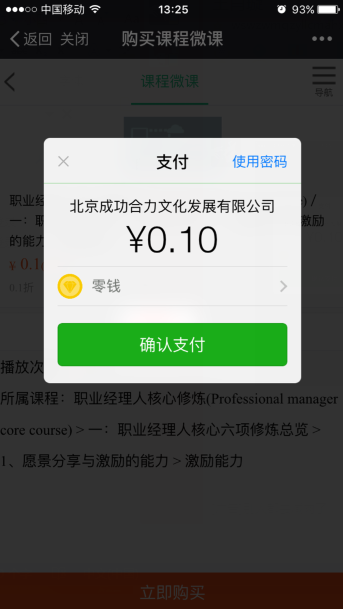 中国移动 13:25 93%
返回 关闭 购买课程微课
课程微课
导航
× 支付 使用密码
北京成功合力文化发展有限公司
¥0.10
零钱
确认支付
职业经
一：职
激励
的能力
0.1折
播放次
所属课程：职业经理人核心修炼(Professional manager
core course) > 一：职业经理人核心六项修炼总览 >
1、愿景分享与激励的能力 > 激励能力
立即购买